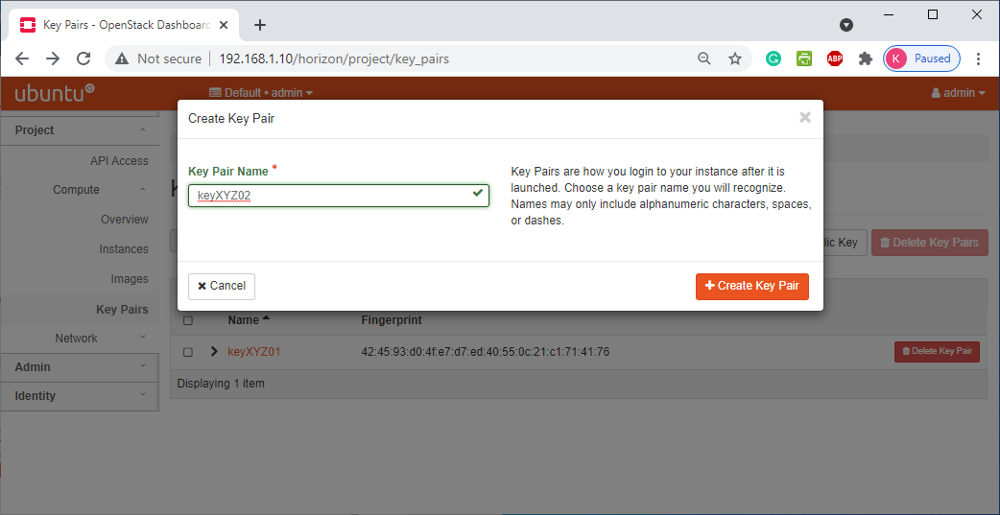 Key Pairs - OpenStack Dashboard
Not secure
192.168.1.10/horizon/project/key_pairs
ABP
K Paused
ubuntu
Default • admin
admin
Project
API Access
Compute
Overview
Instances
Images
Key Pairs
Network
Admin
Identity
Create Key Pair
Key Pair Name *
keyXYZ02
Key Pairs are how you login to your instance after it is
launched. Choose a key pair name you will recognize.
Names may only include alphanumeric characters, spaces,
or dashes.
Cancel
Create Key Pair
lic Key
Delete Key Pairs
Name
Fingerprint
keyXYZ01
42:45:93:d0:4f:e7:d7:ed:40:55:0c:21:c1:71:41:76
Delete Key Pair
Displaying 1 item